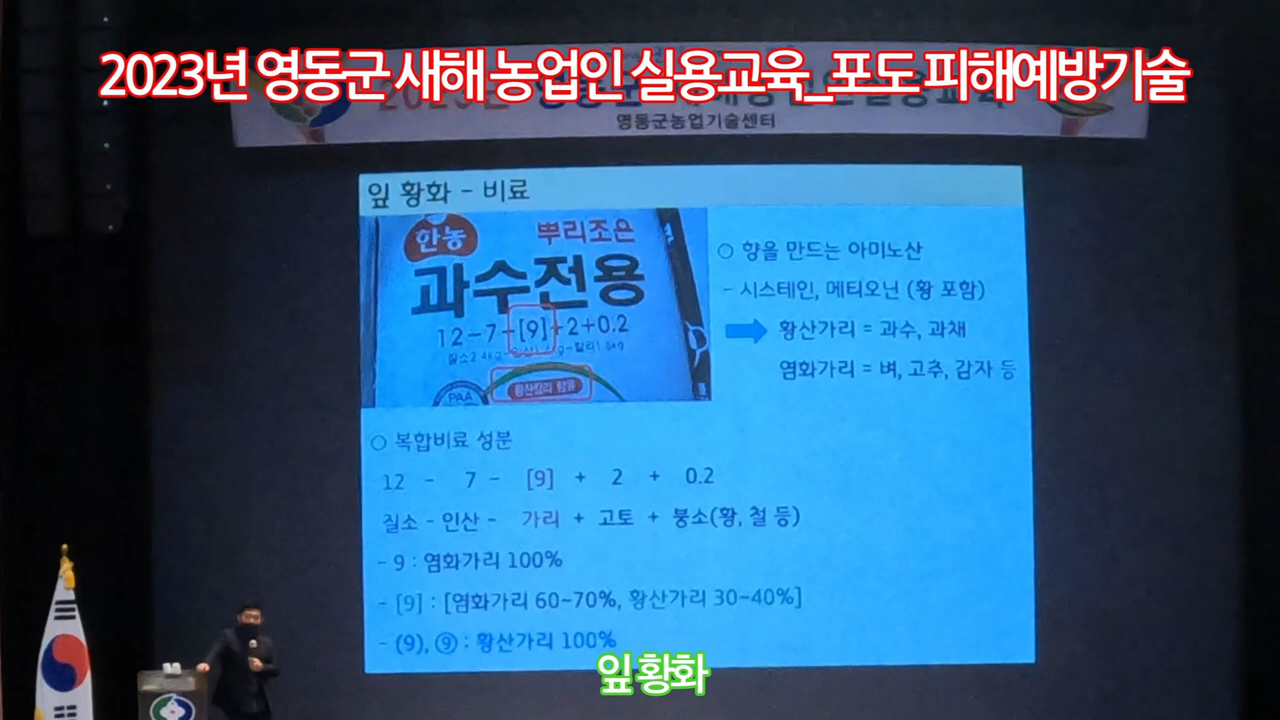 2023년 영동군 새해 농업인 실용교육_포도 피해예방기술
영동군농업기술센터
잎 황화 - 비료
한농
뿌리조은
과수전용
12-7-[9]+2+0.2
황산칼리 함유
PAA
○ 향을 만드는 아미노산
- 시스테인, 메티오닌 (황 포함)
황산가리 = 과수, 과채
염화가리 = 벼, 고추, 감자 등
○ 복합비료 성분
12 - 7 - [9] + 2 + 0.2
질소 - 인산 - 가리 + 고토 + 붕소(황, 철 등)
- 9 : 염화가리 100%
- [9] : [염화가리 60~70%, 황산가리 30~40%]
- (9), ⑨ : 황산가리 100%
잎 황화